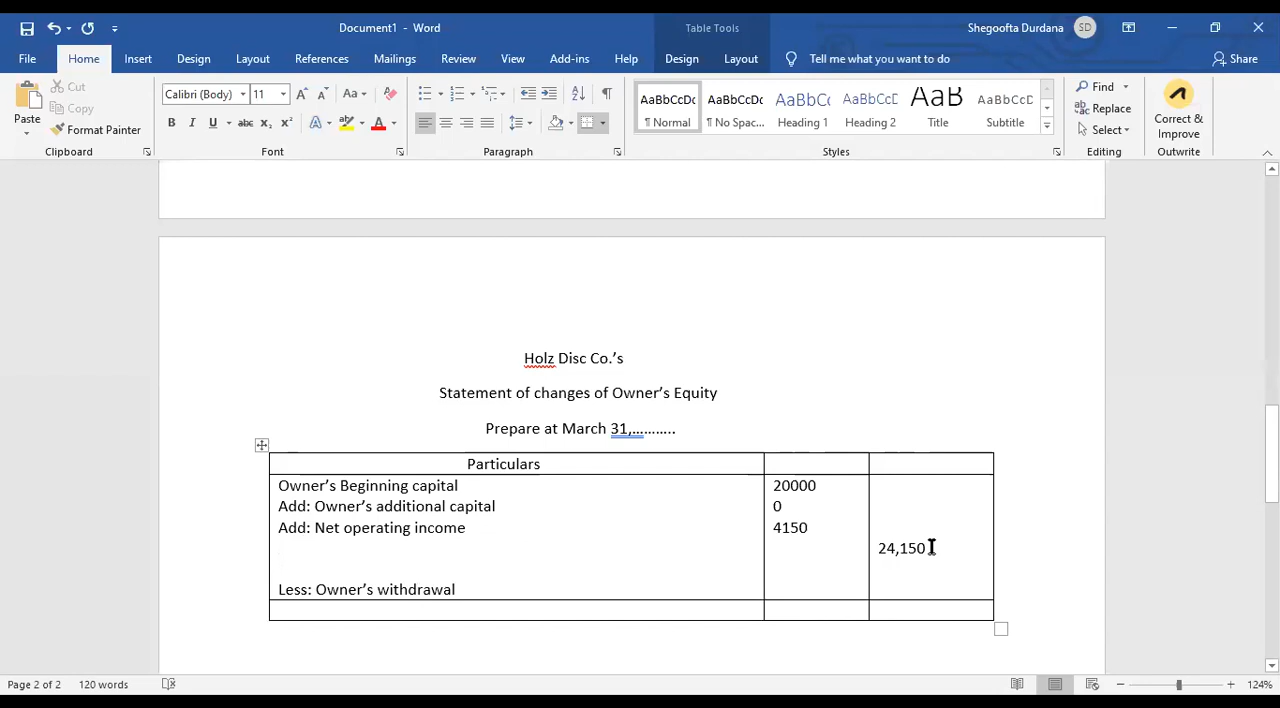 Document1 - Word
Table Tools
Shegoofta Durdana
SD
File
Home
Insert
Design
Layout
References
Mailings
Review
View
Add-ins
Help
Design
Layout
Tell me what you want to do
Share
Paste
Cut
Copy
Format Painter
Clipboard
Calibri (Body)
11
Font
Paragraph
AaBbCcDc
¶ Normal
AaBbCcDc
¶ No Spac...
AaBbCc
Heading 1
AaBbCcD
Heading 2
AaB
Title
AaBbCcD
Subtitle
Styles
Find
Replace
Select
Editing
Correct &
Improve
Outwrite
Holz Disc Co.’s
Statement of changes of Owner’s Equity
Prepare at March 31,………..
Particulars
Owner’s Beginning capital 20000
Add: Owner’s additional capital 0
Add: Net operating income 4150
24,150
Less: Owner’s withdrawal
Page 2 of 2
120 words
124%